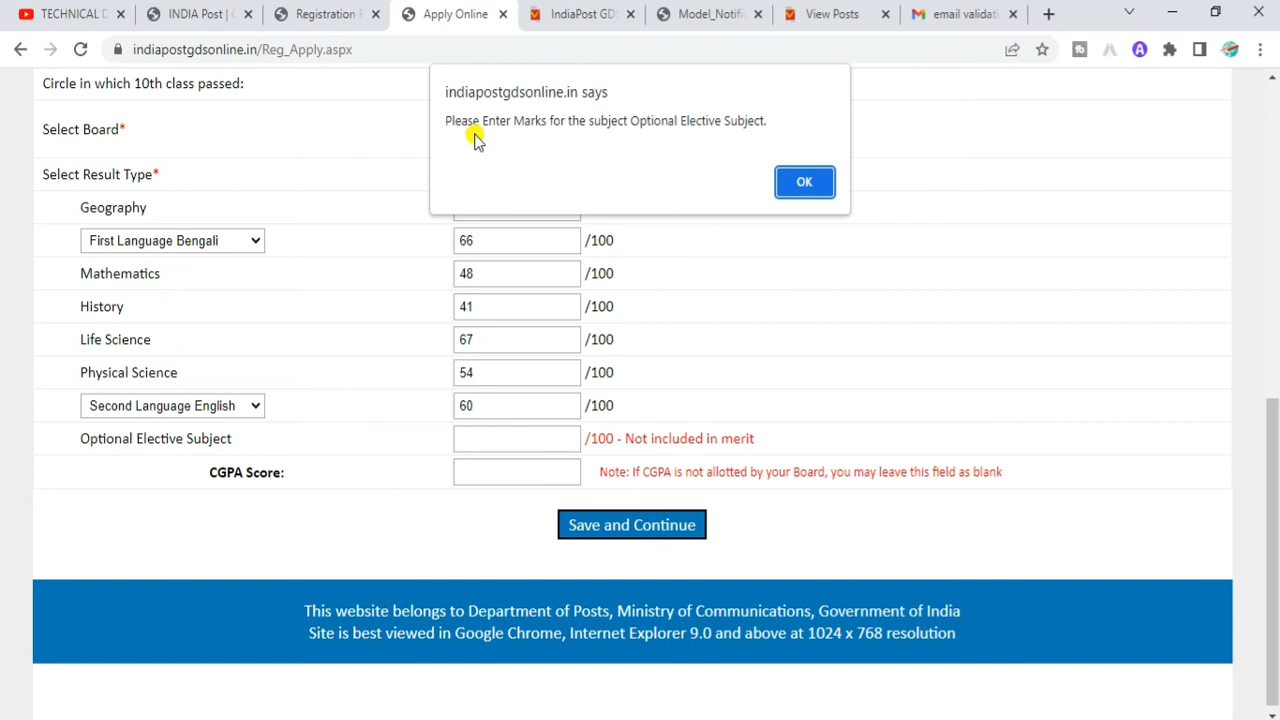 TECHNICAL D
INDIA Post | C
Registration F
Apply Online
IndiaPost GDS
Model_Notifi
View Posts
email validati
indiapostgdsonline.in/Reg_Apply.aspx
Circle in which 10th class passed:
indiapostgdsonline.in says
Please Enter Marks for the subject Optional Elective Subject.
OK
Select Board*
Select Result Type*
Geography
First Language Bengali 66 /100
Mathematics 48 /100
History 41 /100
Life Science 67 /100
Physical Science 54 /100
Second Language English 60 /100
Optional Elective Subject /100 - Not included in merit
CGPA Score: Note: If CGPA is not allotted by your Board, you may leave this field as blank
Save and Continue
This website belongs to Department of Posts, Ministry of Communications, Government of India
Site is best viewed in Google Chrome, Internet Explorer 9.0 and above at 1024 x 768 resolution